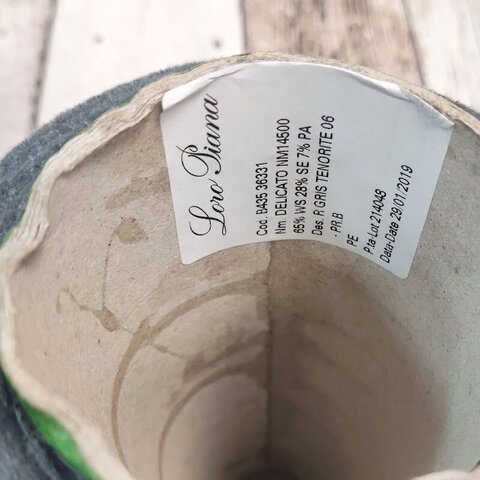 Loro Piana
Cod. B435 36331
Nm. DELICATO NM14500
65% WS 28% SE 7% PA
Des. R GRIS TENORITE 06
- PR.B
PE
P.ta-Lot 214048
Data-Date 29/01/2019